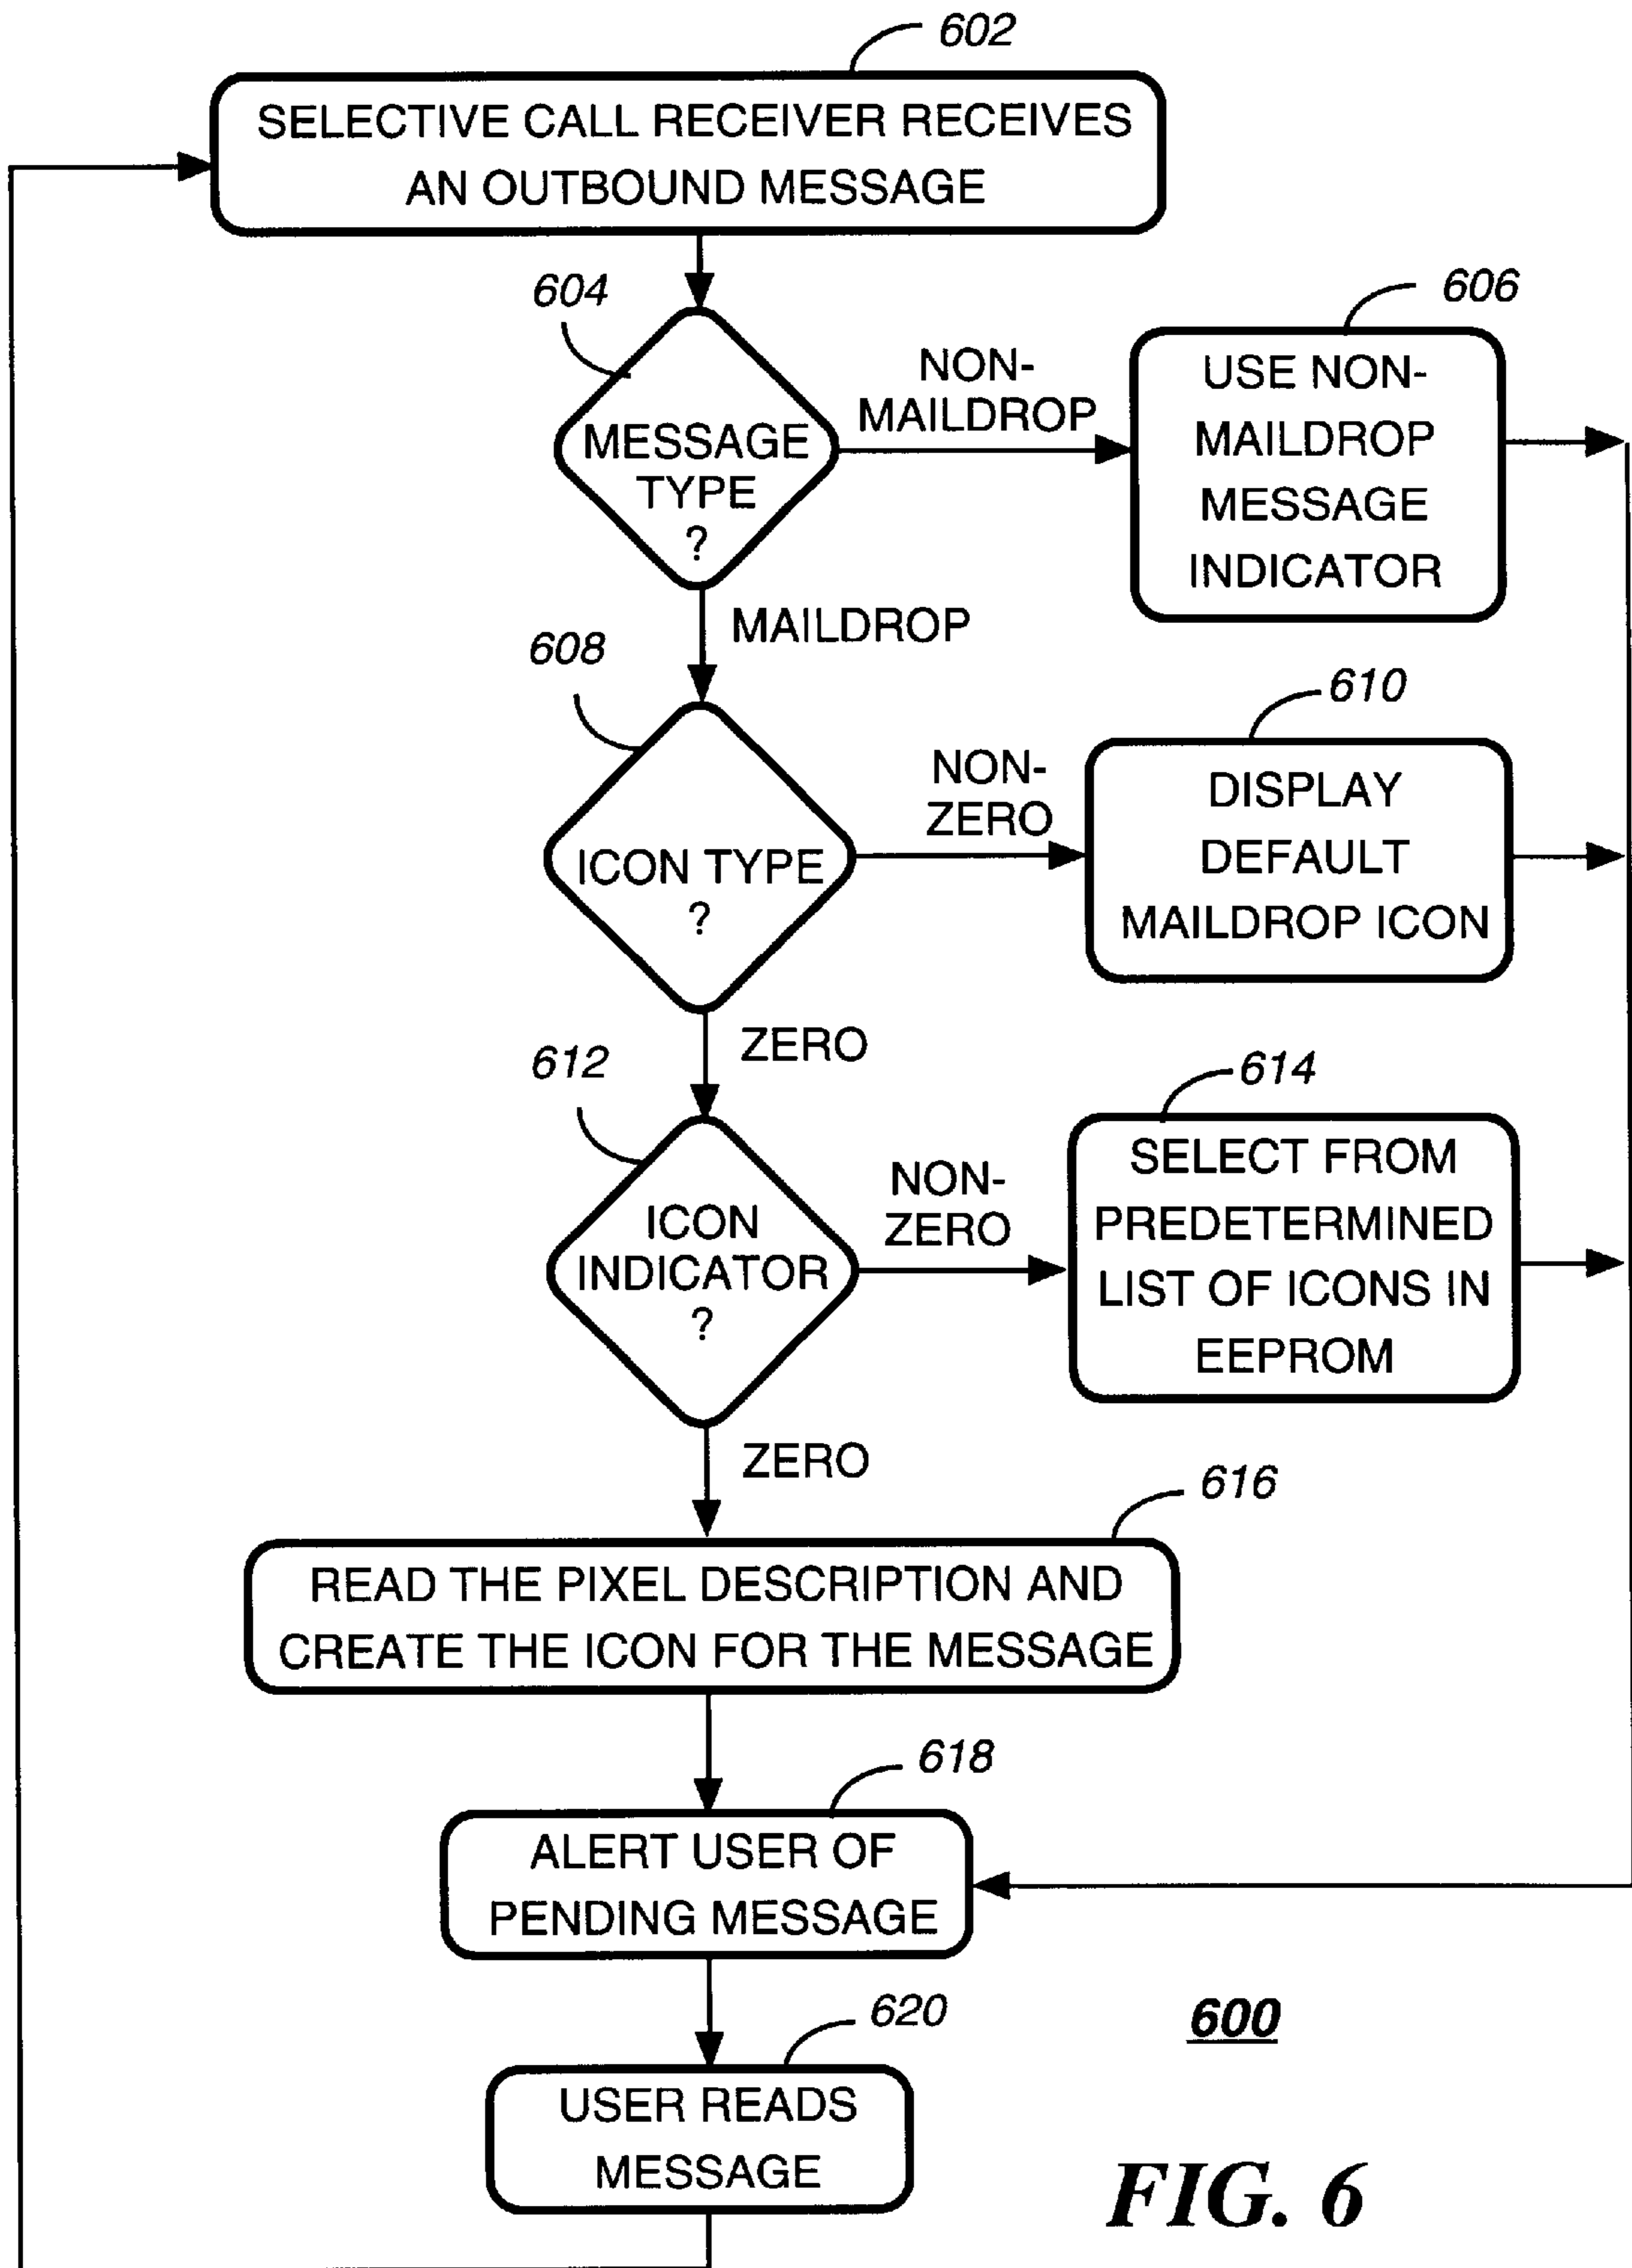 602
SELECTIVE CALL RECEIVER RECEIVES
AN OUTBOUND MESSAGE
604
MESSAGE
TYPE
?
NON-
MAILDROP
606
USE NON-
MAILDROP
MESSAGE
INDICATOR
MAILDROP
608
ICON TYPE
?
NON-
ZERO
610
DISPLAY
DEFAULT
MAILDROP ICON
ZERO
612
ICON
INDICATOR
?
NON-
ZERO
614
SELECT FROM
PREDETERMINED
LIST OF ICONS IN
EEPROM
ZERO
616
READ THE PIXEL DESCRIPTION AND
CREATE THE ICON FOR THE MESSAGE
618
ALERT USER OF
PENDING MESSAGE
620
USER READS
MESSAGE
600
FIG. 6